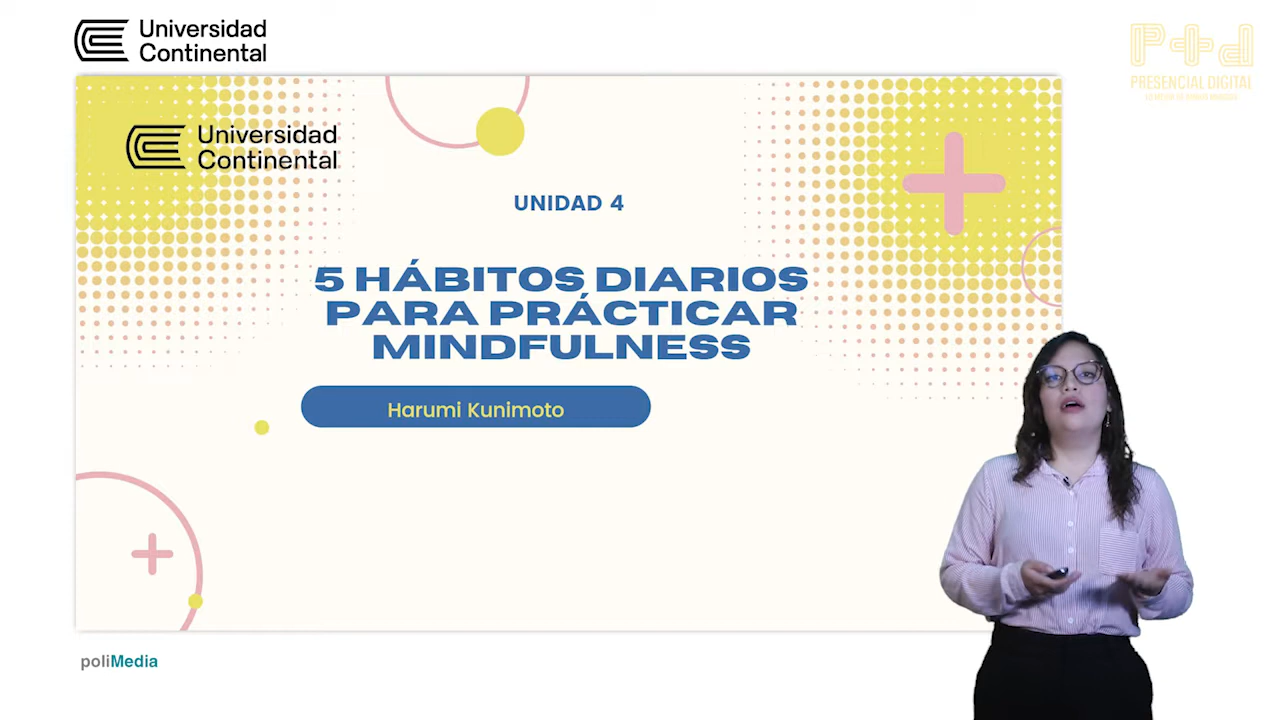 Universidad
Continental
P+d
PRESENCIAL DIGITAL
Universidad
Continental
UNIDAD 4
5 HÁBITOS DIARIOS
PARA PRÁCTICAR
MINDFULNESS
Harumi Kunimoto
poliMedia